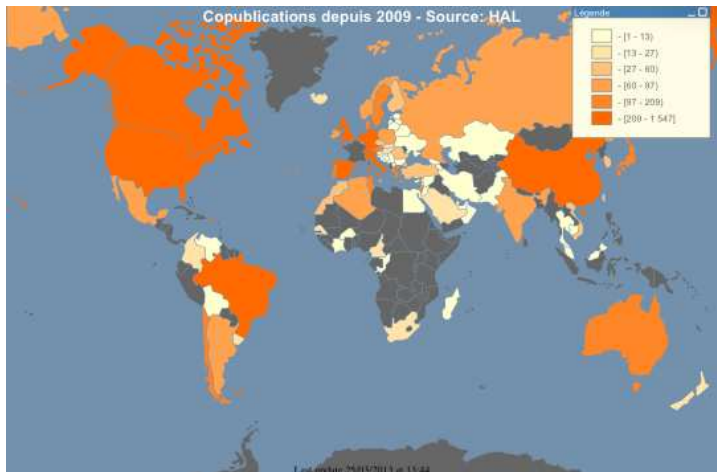 Copublications depuis 2009 - Source: HAL
Légende
- [1 - 13)
- [13 - 27)
- [27 - 60)
- [60 - 97)
- [97 - 209)
- [209 - 1 547]